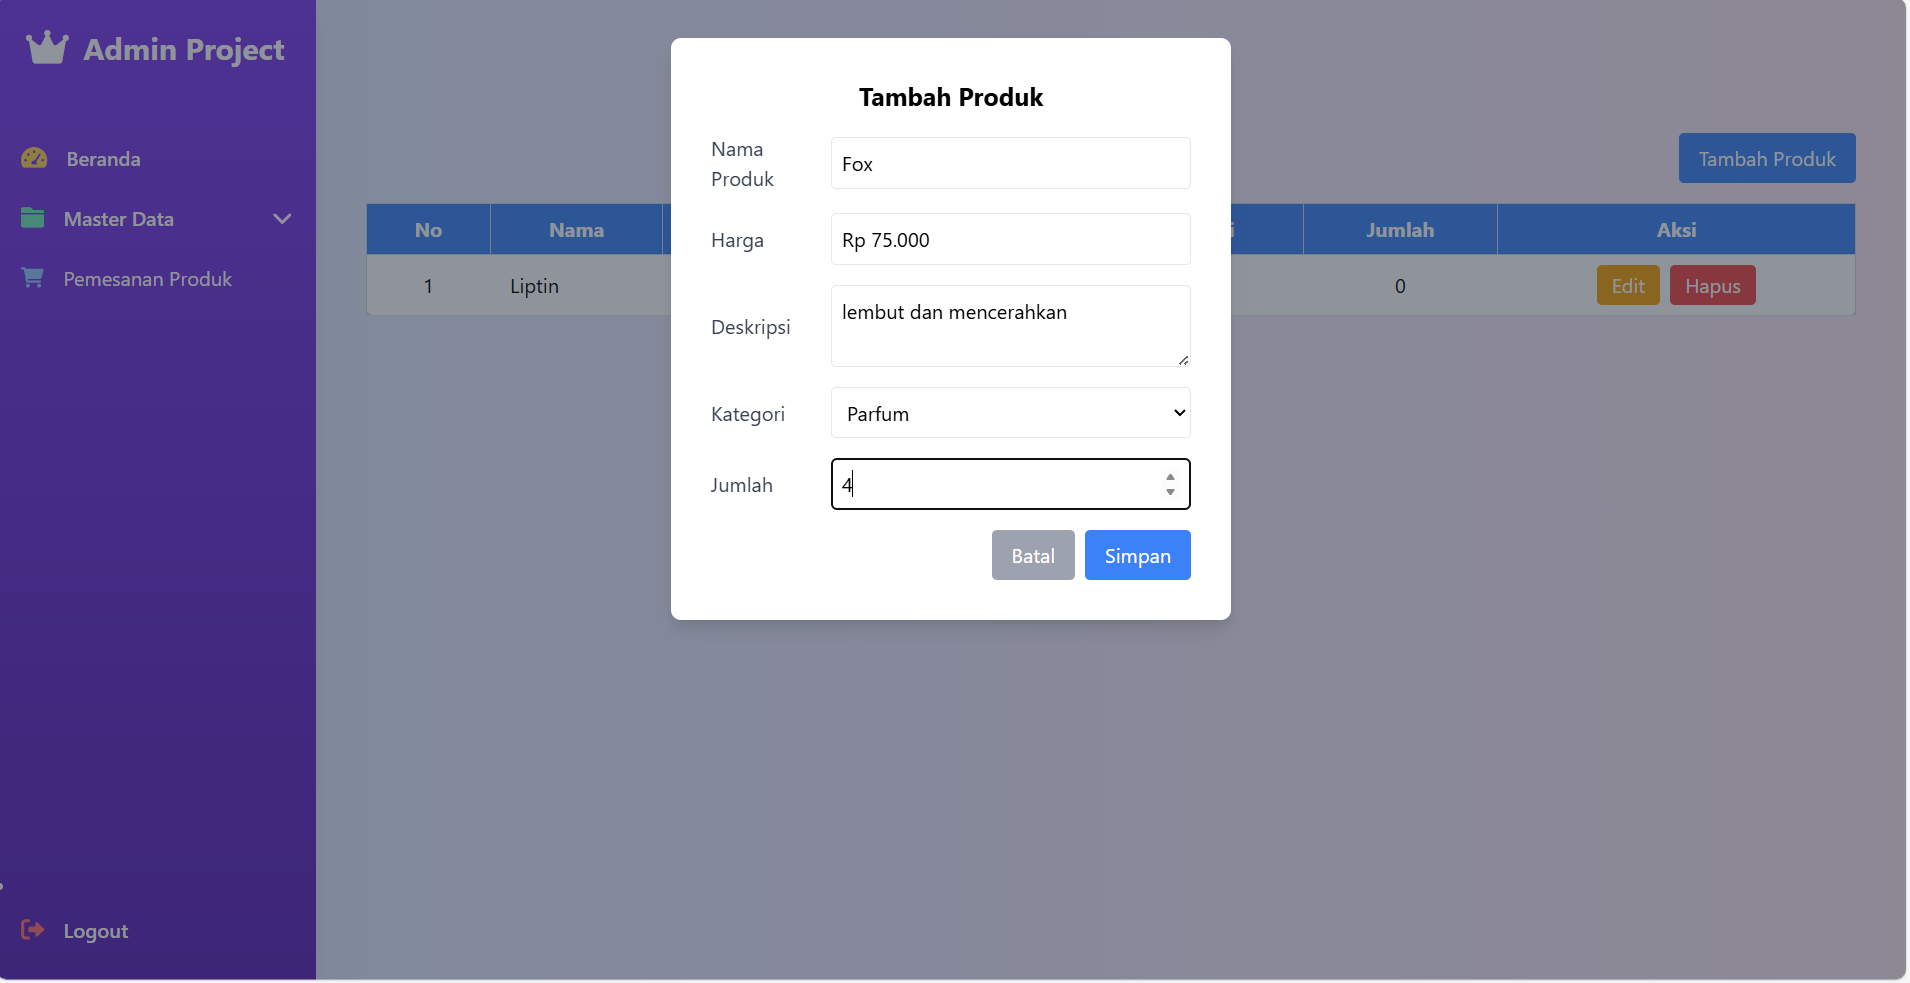 Admin Project
Beranda
Master Data
Pemesanan Produk
Logout
Tambah Produk
No Nama Jumlah Aksi
1 Liptin 0 Edit Hapus
Tambah Produk
Nama
Produk
Fox
Harga
Rp 75.000
Deskripsi
lembut dan mencerahkan
Kategori
Parfum
Jumlah
4
Batal Simpan